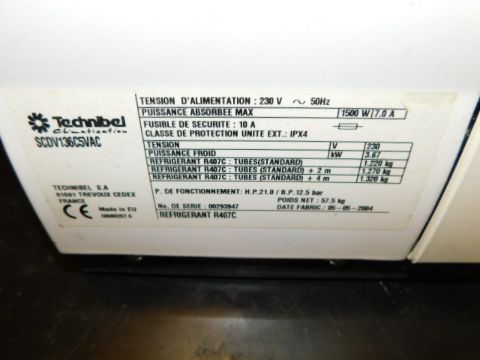 Technibel
Climatisation
SCDV136C5VAC
TECHNIBEL S.A
01601 TREVOUX CEDEX
CE Made in EU
TENSION D'ALIMENTATION : 230 V ~ 50Hz
PUISSANCE ABSORBEE MAX 1500 W 7.0 A
FUSIBLE DE SECURITE : 10 A
CLASSE DE PROTECTION UNITE EXT.: IPX4
TENSION V 230
PUISSANCE FROID kW 3.67
REFRIGERANT R407C : TUBES(STANDARD) 1.220 kg
REFRIGERANT R407C : TUBES(STANDARD) + 2 m 1.270 kg
REFRIGERANT R407C : TUBES(STANDARD) + 4 m 1.320 kg
P. DE FONCTIONNEMENT: H.P.21.0 / B.P.12.5 bar
POIDS NET : 57.5 kg
No. DE SERIE : 00293947 DATE FABRIC.: 05-05-2004
REFRIGERANT R407C